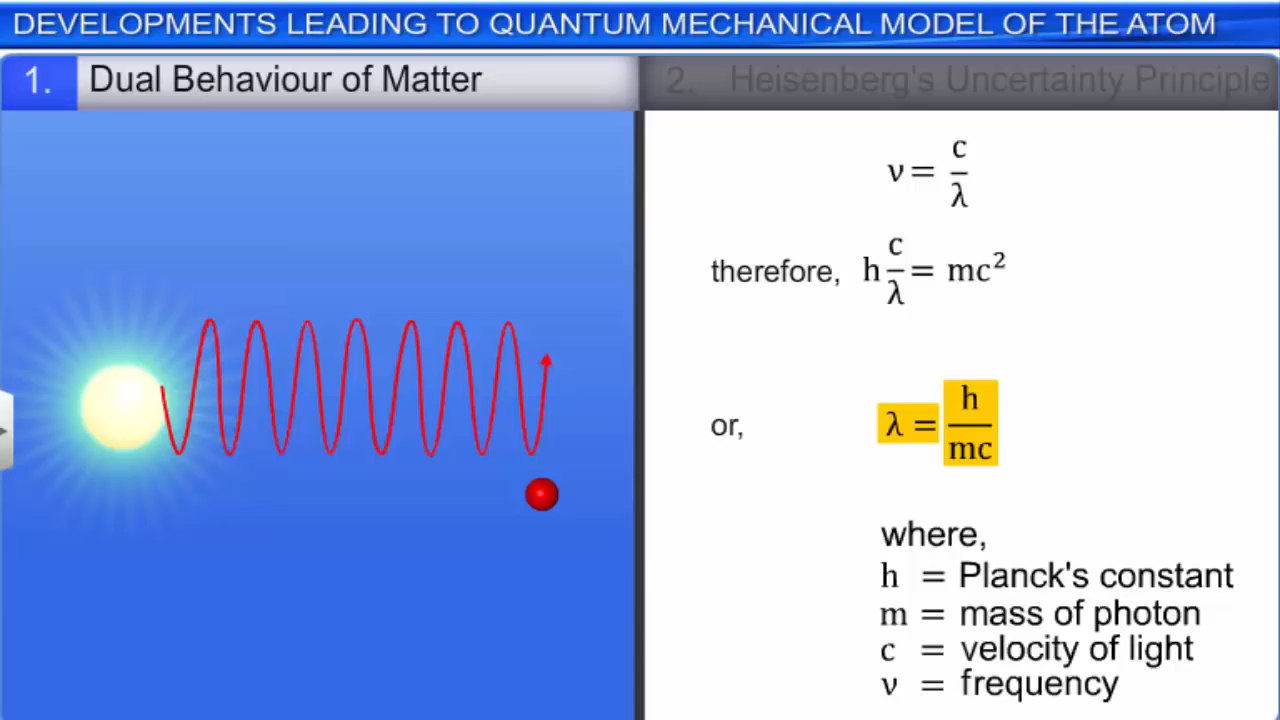 DEVELOPMENTS LEADING TO QUANTUM MECHANICAL MODEL OF THE ATOM
1. Dual Behaviour of Matter
2. Heisenberg's Uncertainty Principle
ν = c/λ
therefore, h c/λ = mc²
or, λ = h/mc
where,
h = Planck's constant
m = mass of photon
c = velocity of light
ν = frequency